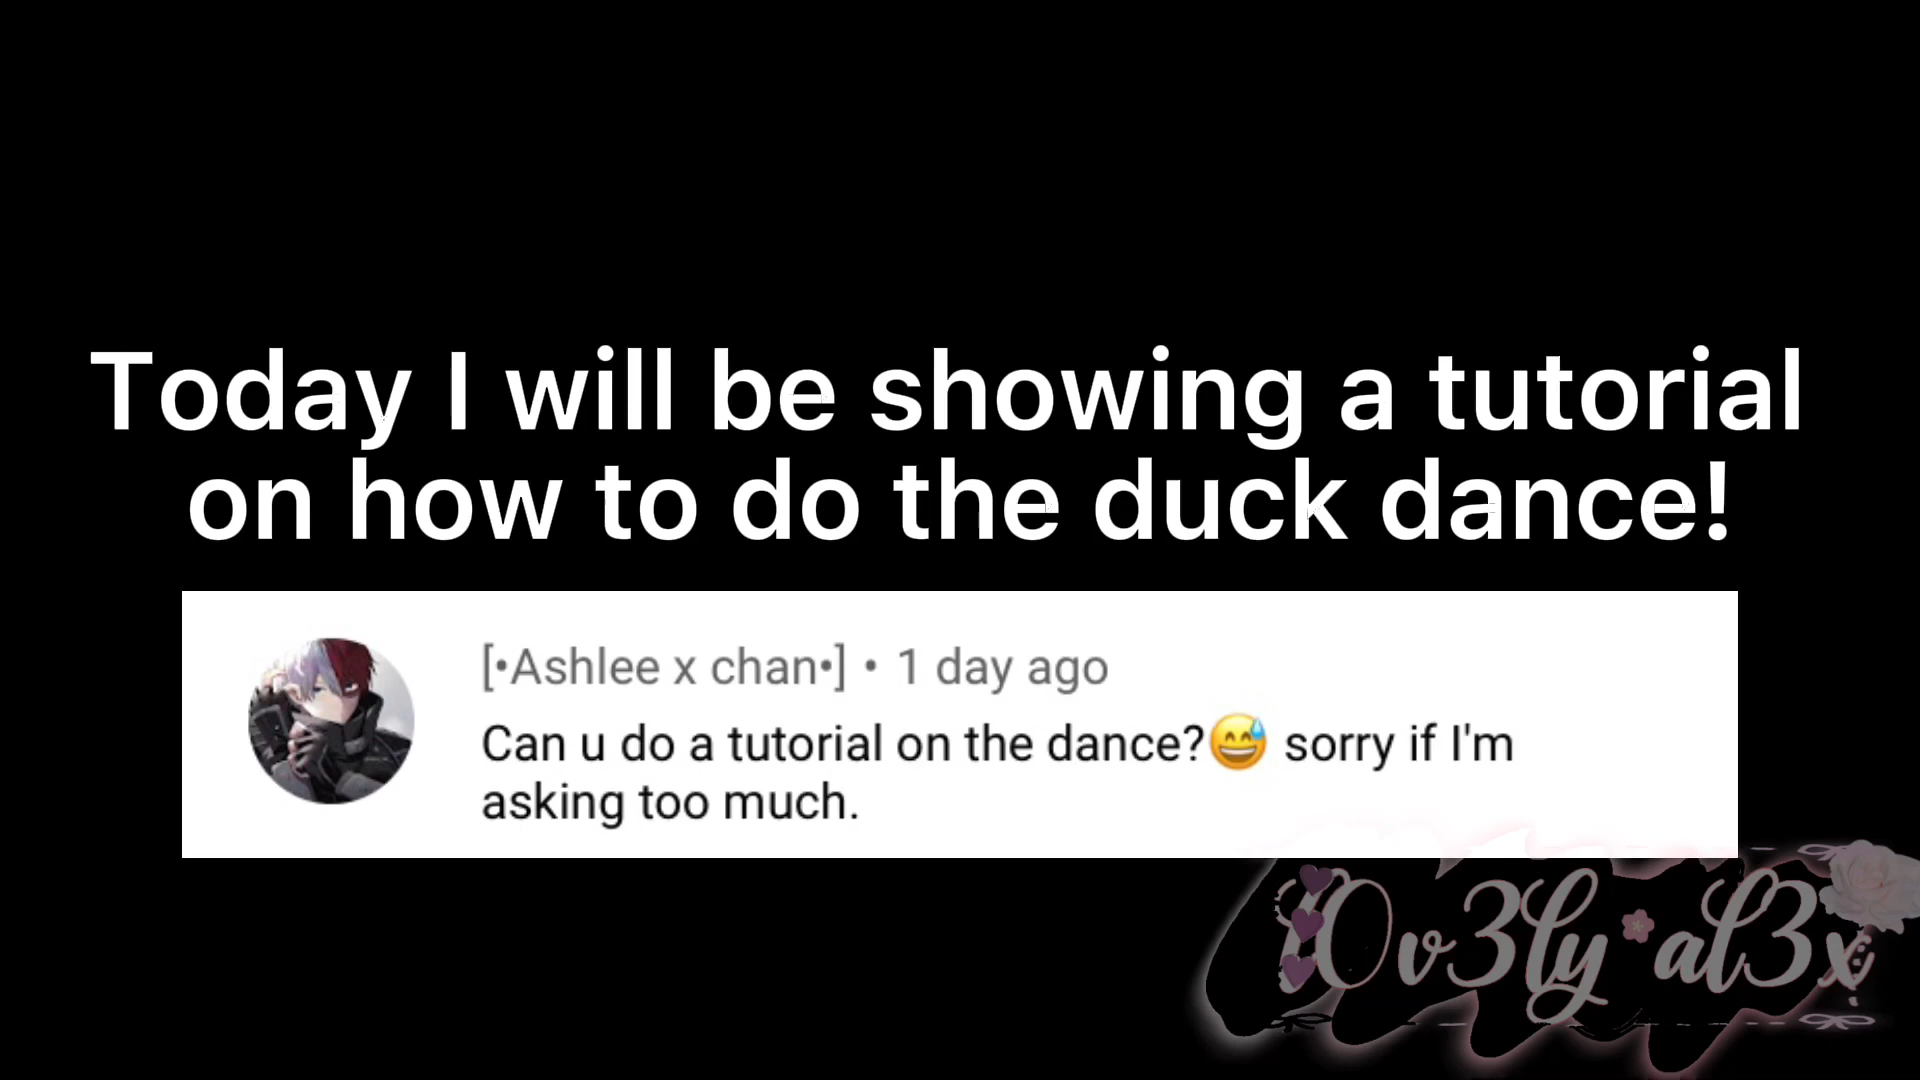 Today I will be showing a tutorial
on how to do the duck dance!
[•Ashlee x chan•] • 1 day ago
Can u do a tutorial on the dance?😅 sorry if I'm
asking too much.
l0v3ly al3x